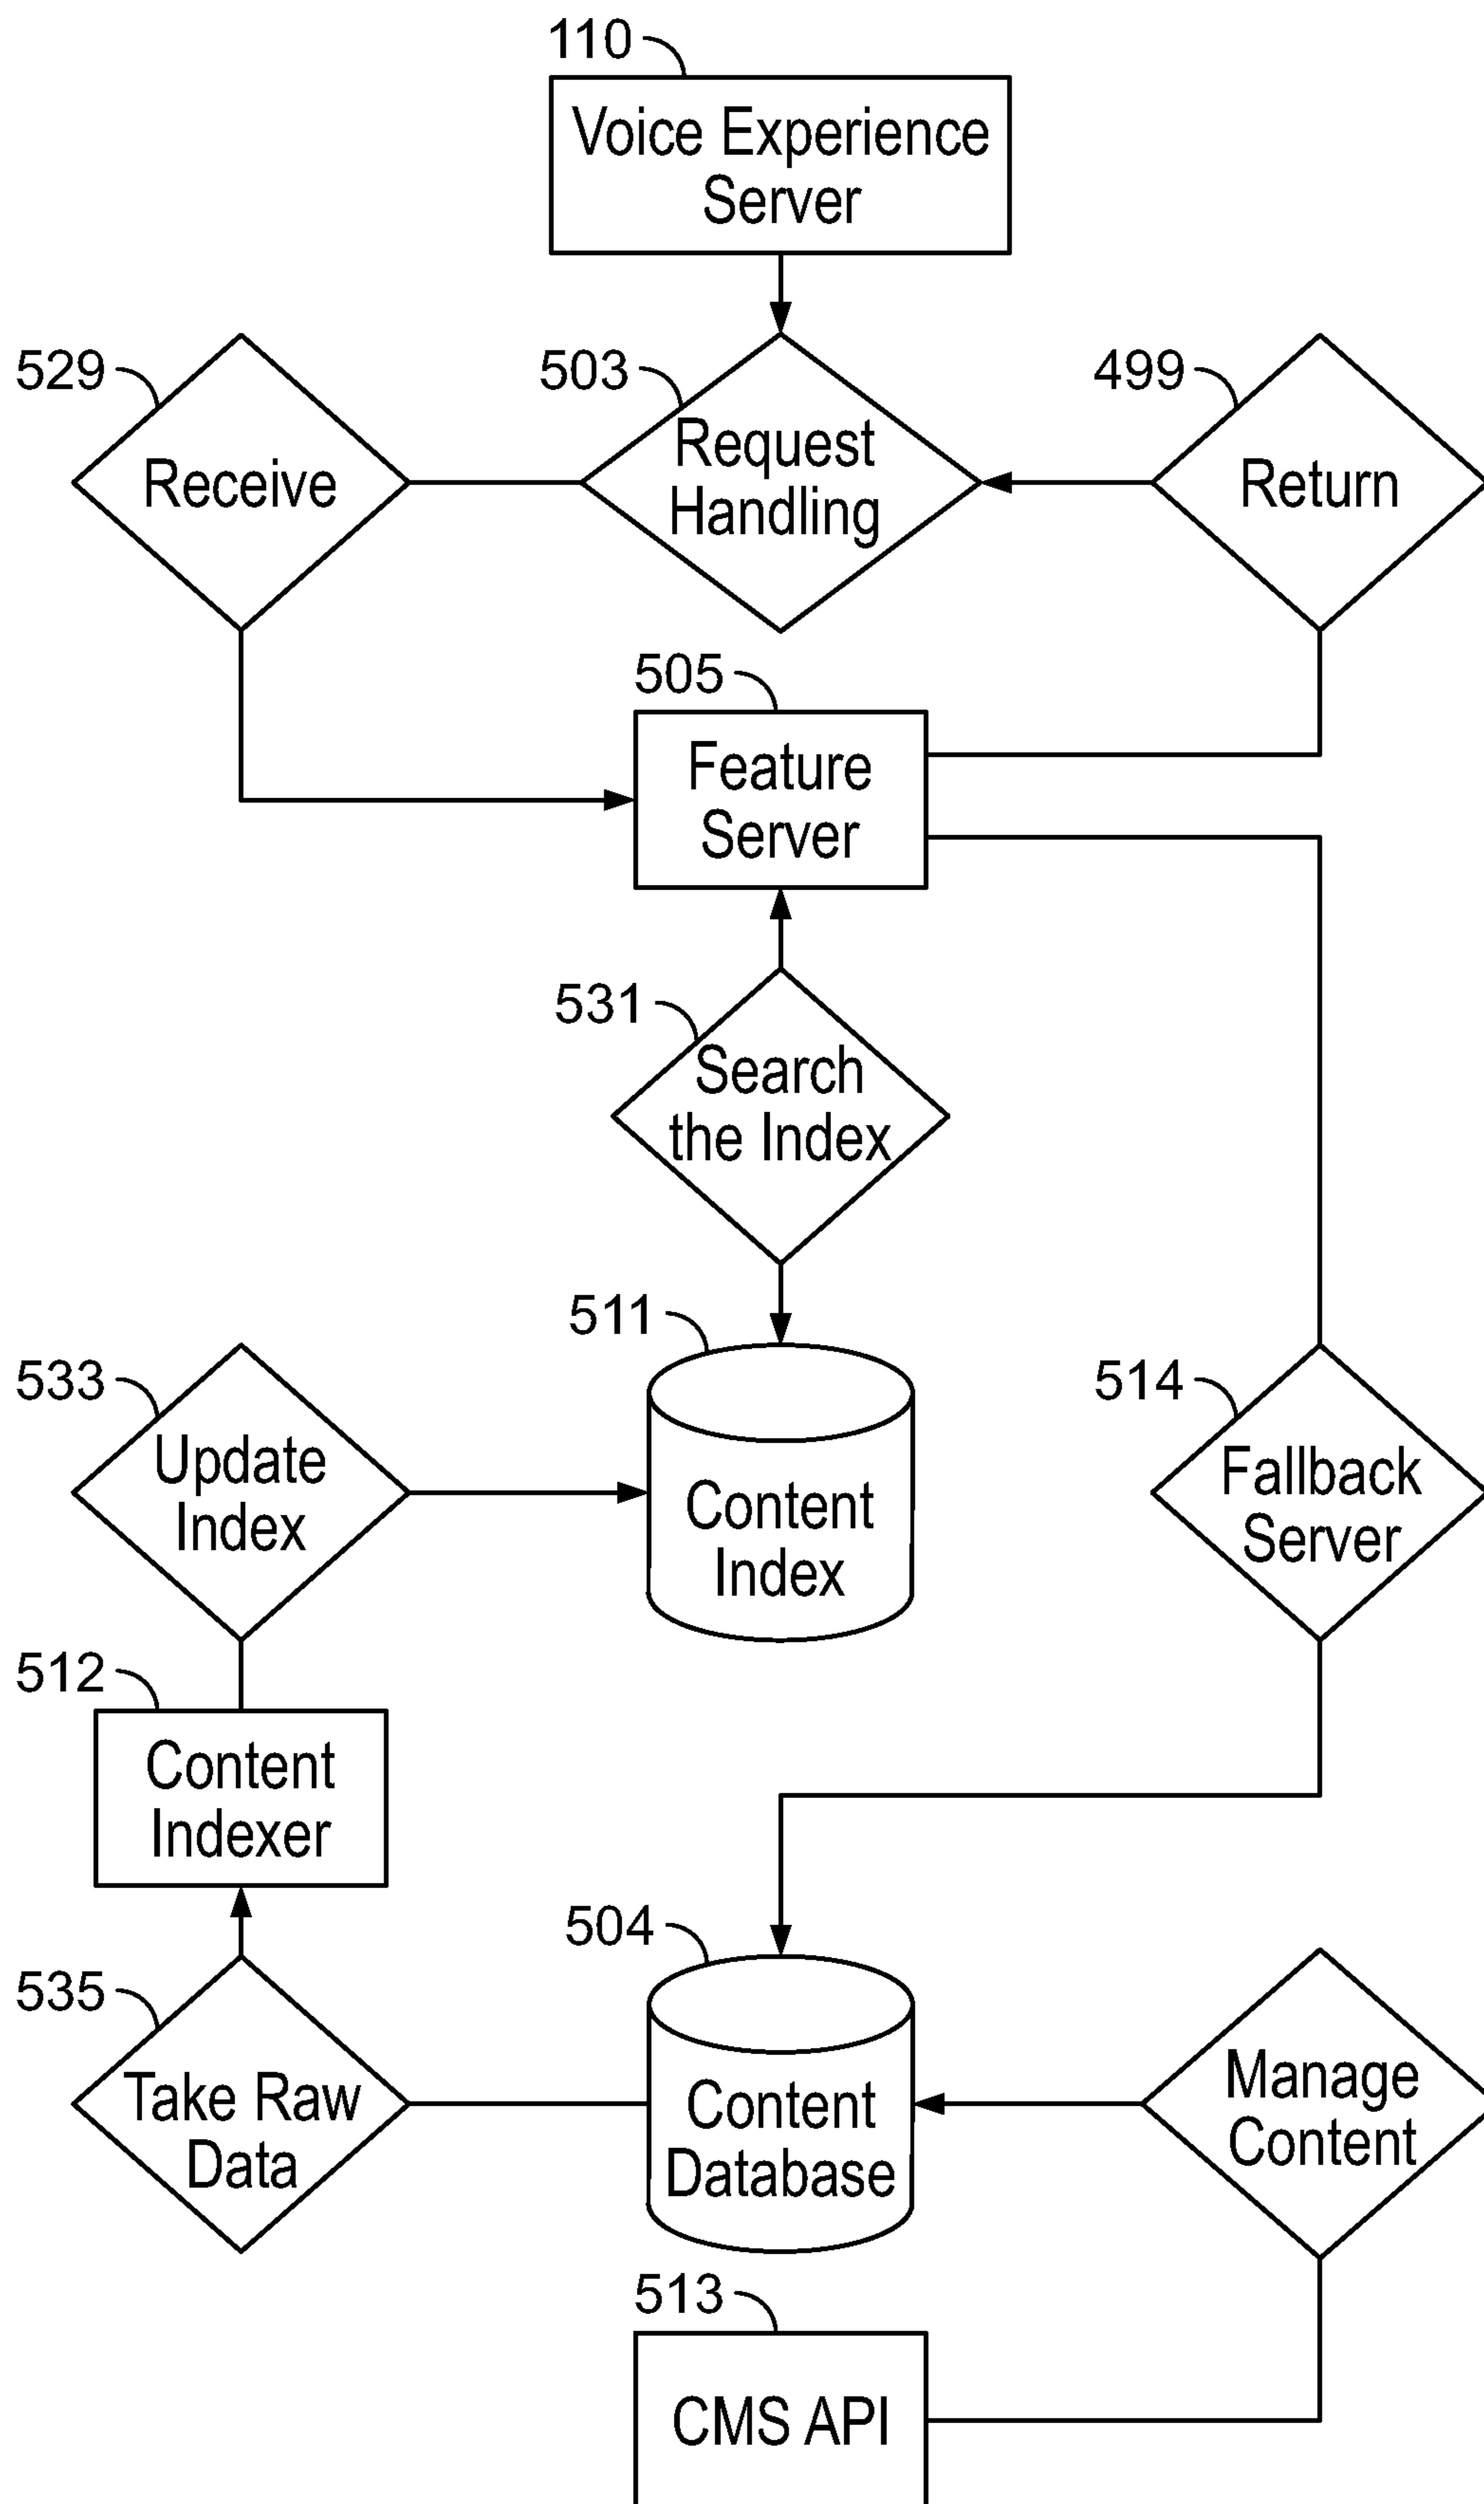 110
Voice Experience
Server
529
503
499
Receive
Request
Handling
Return
505
Feature
Server
531
Search
the Index
511
533
514
Update
Index
Content
Index
Fallback
Server
512
Content
Indexer
504
535
Take Raw
Data
Content
Database
Manage
Content
513
CMS API